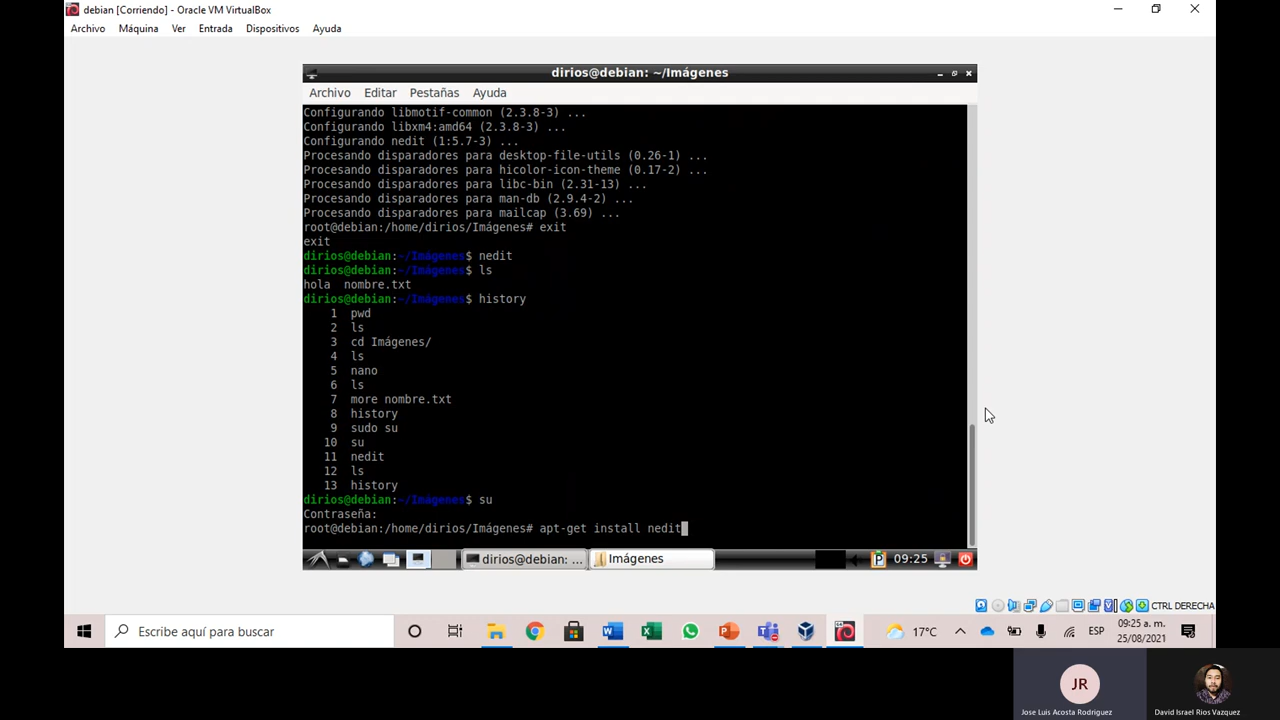 debian [Corriendo] - Oracle VM VirtualBox
Archivo Máquina Ver Entrada Dispositivos Ayuda
dirios@debian: ~/Imágenes
Archivo Editar Pestañas Ayuda
Configurando libmotif-common (2.3.8-3) ...
Configurando libxm4:amd64 (2.3.8-3) ...
Configurando nedit (1:5.7-3) ...
Procesando disparadores para desktop-file-utils (0.26-1) ...
Procesando disparadores para hicolor-icon-theme (0.17-2) ...
Procesando disparadores para libc-bin (2.31-13) ...
Procesando disparadores para man-db (2.9.4-2) ...
Procesando disparadores para mailcap (3.69) ...
root@debian:/home/dirios/Imágenes# exit
exit
dirios@debian:~/Imágenes$ nedit
dirios@debian:~/Imágenes$ ls
hola nombre.txt
dirios@debian:~/Imágenes$ history
1 pwd
2 ls
3 cd Imágenes/
4 ls
5 nano
6 ls
7 more nombre.txt
8 history
9 sudo su
10 su
11 nedit
12 ls
13 history
dirios@debian:~/Imágenes$ su
Contraseña:
root@debian:/home/dirios/Imágenes# apt-get install nedit
dirios@debian: ... Imágenes 09:25
CTRL DERECHA
Escribe aquí para buscar 17°C ESP 09:25 a. m.
25/08/2021
JR
Jose Luis Acosta Rodriguez David Israel Rios Vazquez